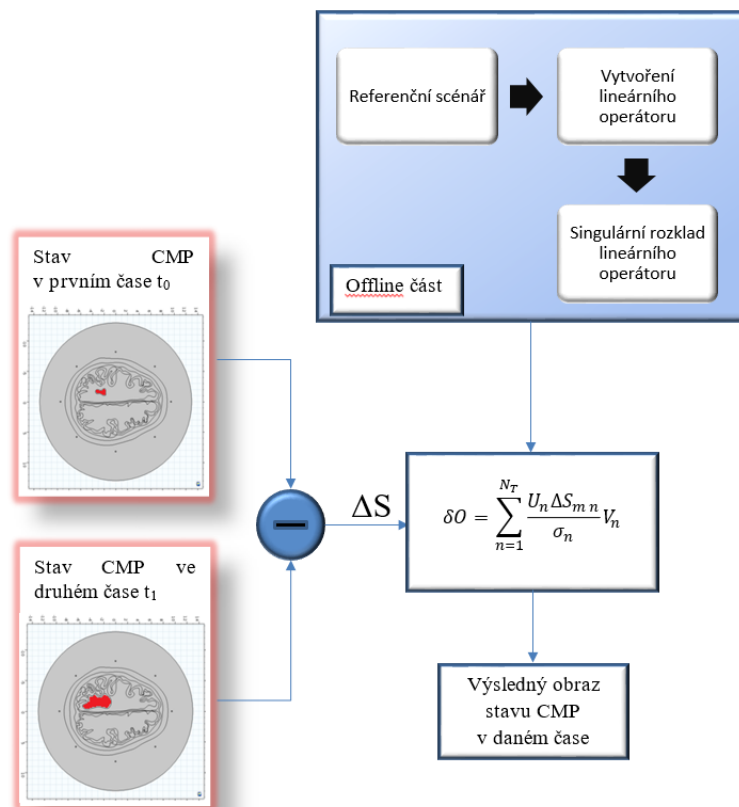 Referenční scénář
Vytvoření
lineárního
operátoru
Singulární rozklad
lineárního
operátoru
Offline část
Stav CMP
v prvním čase t₀
ΔS
δO = ∑_{n=1}^{N_T} \frac{U_n ΔS_{m n}}{σ_n} V_n
Stav CMP ve
druhém čase t₁
Výsledný obraz
stavu CMP
v daném čase